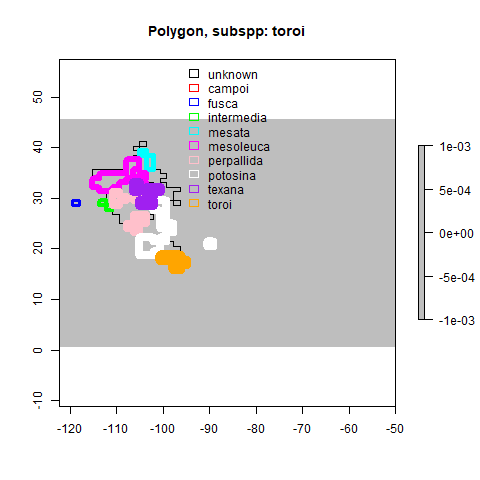 Polygon, subspp: toroi
unknown
campoi
fusca
intermedia
mesata
mesoleuca
perpallida
potosina
texana
toroi
50
40
30
20
10
0
-10
-120 -110 -100 -90 -80 -70 -60 -50
1e-03
5e-04
0e+00
-5e-04
-1e-03